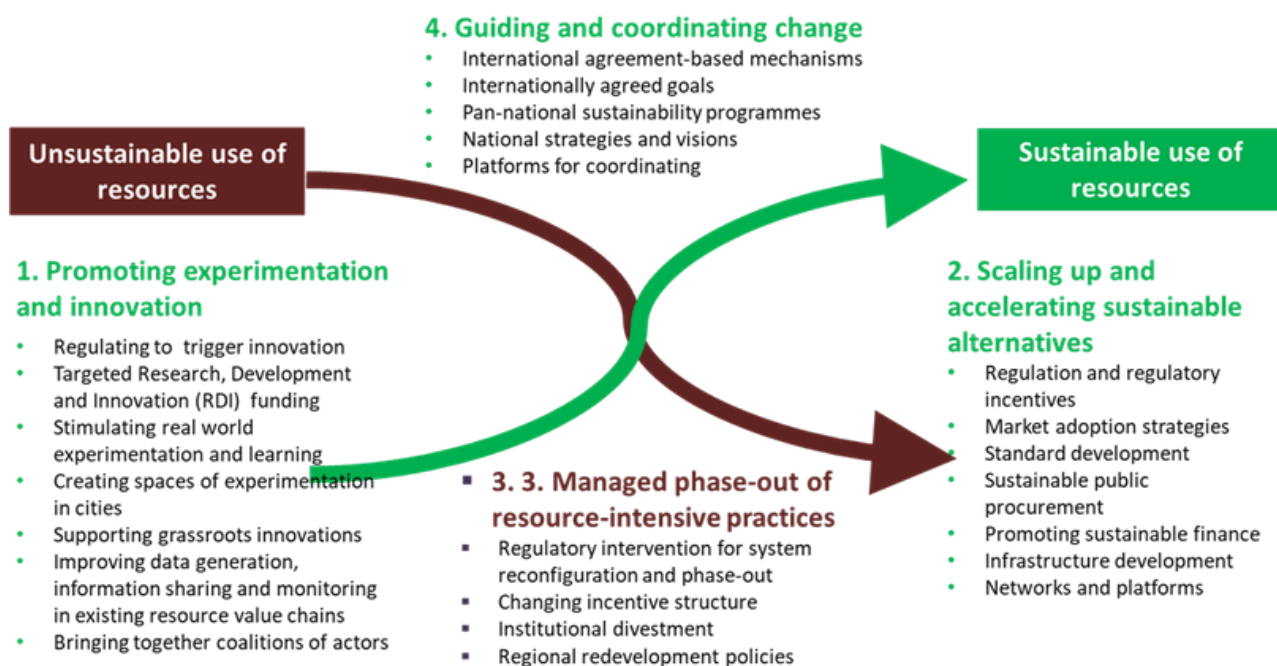 4. Guiding and coordinating change
• International agreement-based mechanisms
• Internationally agreed goals
• Pan-national sustainability programmes
• National strategies and visions
• Platforms for coordinating
Unsustainable use of
resources
Sustainable use of
resources
1. Promoting experimentation
and innovation
• Regulating to trigger innovation
• Targeted Research, Development
and Innovation (RDI) funding
• Stimulating real world
experimentation and learning
• Creating spaces of experimentation
in cities
• Supporting grassroots innovations
• Improving data generation,
information sharing and monitoring
in existing resource value chains
• Bringing together coalitions of actors
▪ 3. 3. Managed phase-out of
resource-intensive practices
▪ Regulatory intervention for system
reconfiguration and phase-out
▪ Changing incentive structure
▪ Institutional divestment
▪ Regional redevelopment policies
2. Scaling up and
accelerating sustainable
alternatives
• Regulation and regulatory
incentives
• Market adoption strategies
• Standard development
• Sustainable public
procurement
• Promoting sustainable finance
• Infrastructure development
• Networks and platforms